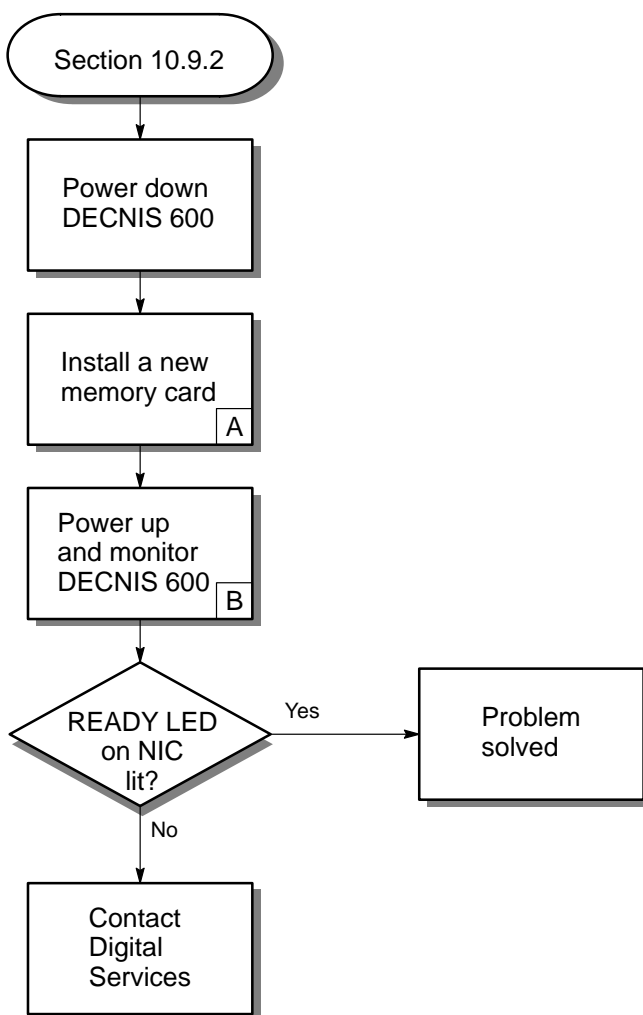 Section 10.9.2
Power down
DECNIS 600
Install a new
memory card
A
Power up
and monitor
DECNIS 600
B
READY LED
on NIC
lit?
Yes
Problem
solved
No
Contact
Digital
Services